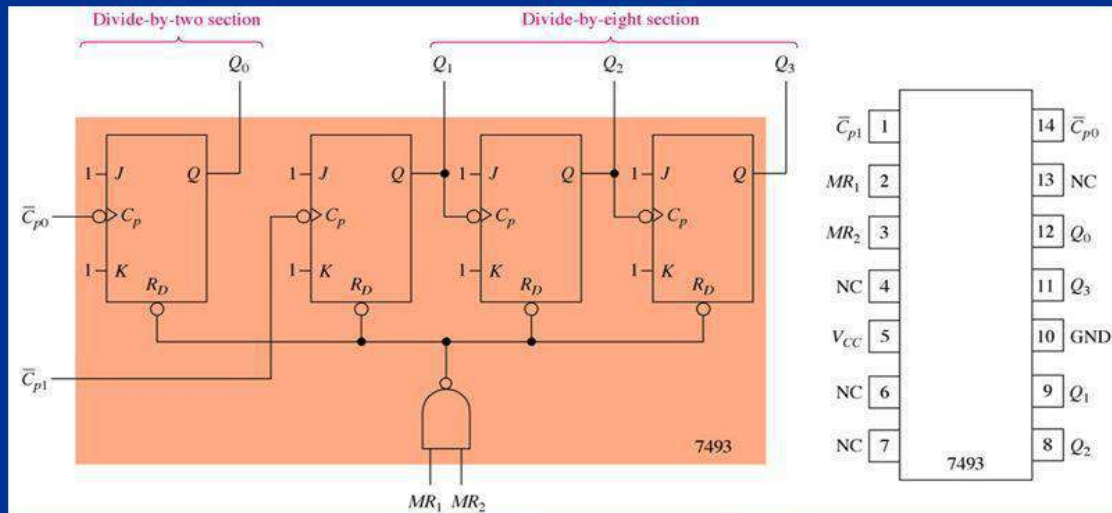 Divide-by-two section Divide-by-eight section
Q₀ Q₁ Q₂ Q₃
1 J Q 1 J Q 1 J Q 1 J Q
C̅p0 Cp Cp Cp Cp
1 K 1 K 1 K 1 K
RD RD RD RD
C̅p1
7493
MR₁ MR₂
C̅p1 1 14 C̅p0
MR₁ 2 13 NC
MR₂ 3 12 Q₀
NC 4 11 Q₃
VCC 5 10 GND
NC 6 9 Q₁
NC 7 8 Q₂
7493